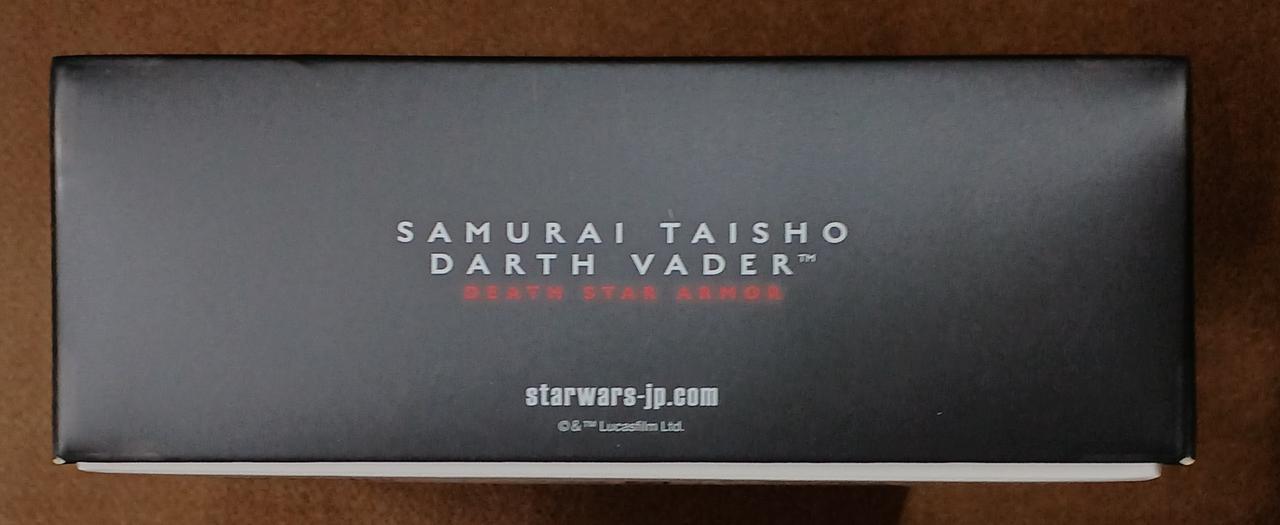 SAMURAI TAISHO
DARTH VADER™
DEATH STAR ARMOR
starwars-jp.com
©&™ Lucasfilm Ltd.